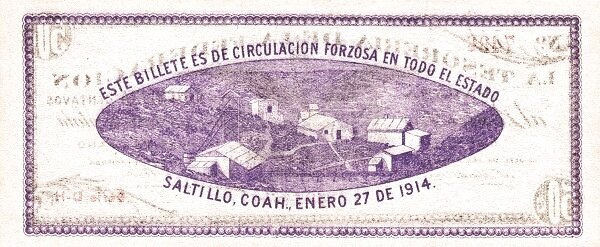 ESTE BILLETE ES DE CIRCULACION FORZOSA EN TODO EL ESTADO
SALTILLO, COAH., ENERO 27 DE 1914.